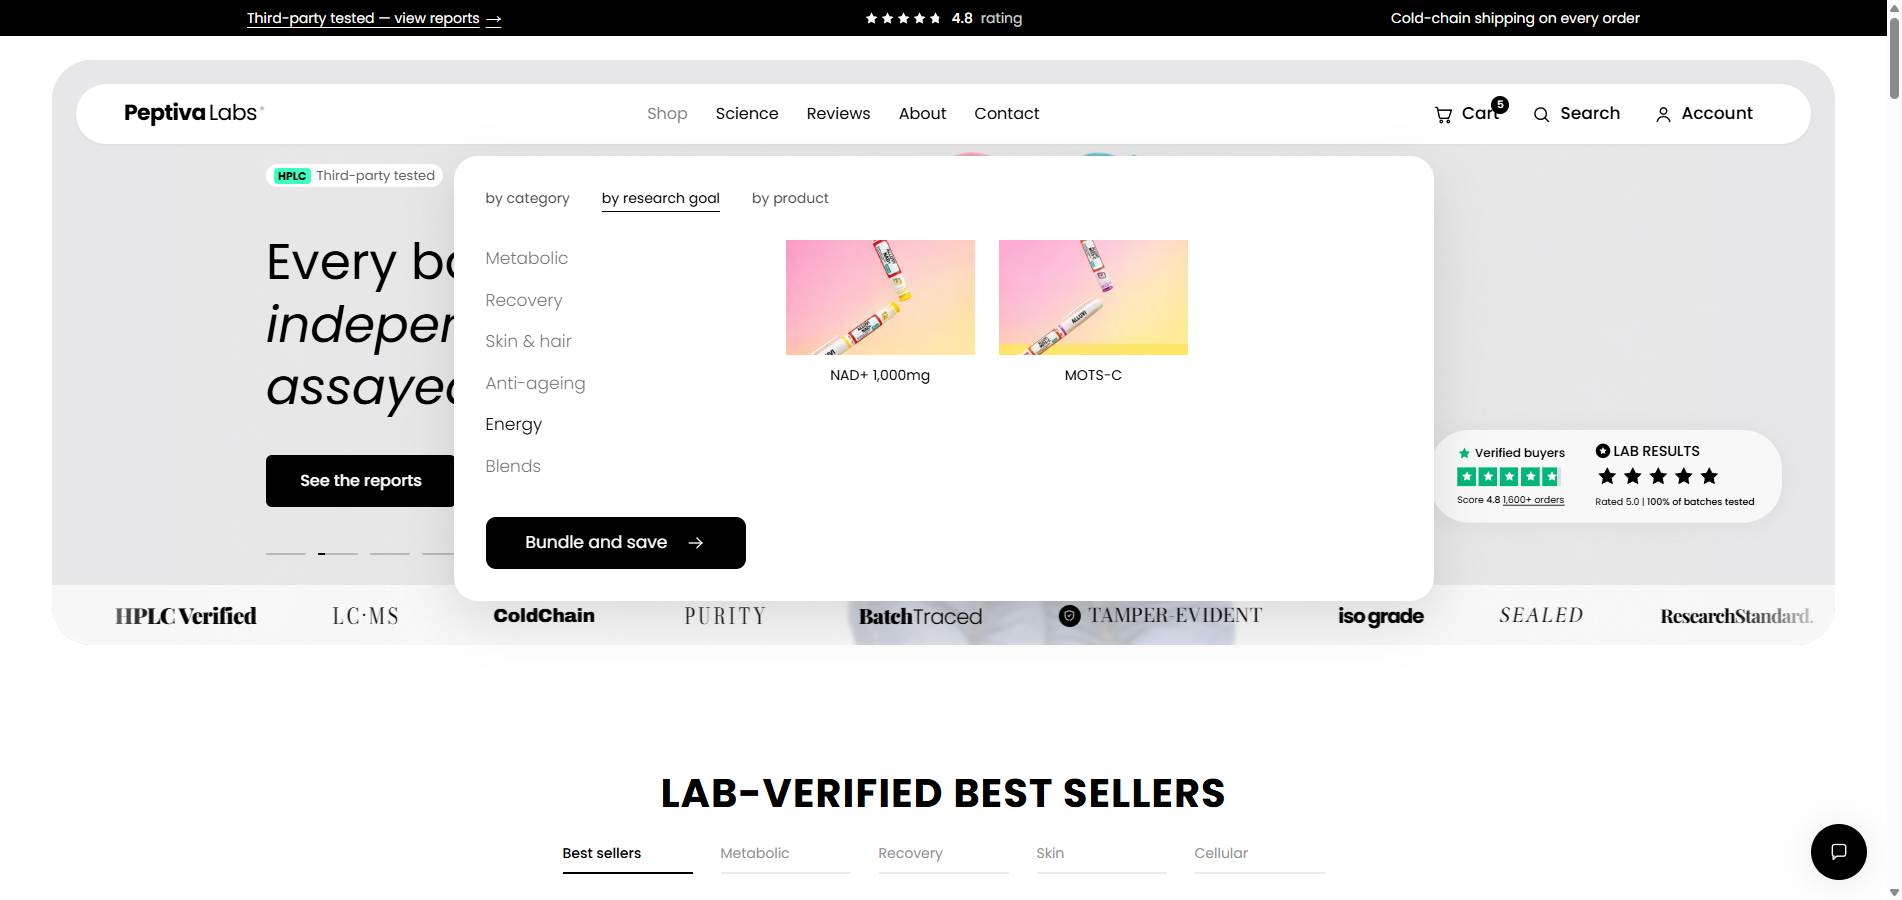 Third-party tested — view reports →
4.8 rating
Cold-chain shipping on every order
Peptiva Labs
Shop
Science
Reviews
About
Contact
Cart
5
Search
Account
HPLC Third-party tested
by category
by research goal
by product
Every ba
indepen
assayed
Metabolic
Recovery
Skin & hair
Anti-ageing
Energy
Blends
NAD+ 1,000mg
MOTS-C
See the reports
Bundle and save →
Verified buyers
Score 4.8 1,600+ orders
LAB RESULTS
Rated 5.0 | 100% of batches tested
HPLC Verified
LC·MS
ColdChain
PURITY
BatchTraced
TAMPER-EVIDENT
iso grade
SEALED
ResearchStandard.
LAB-VERIFIED BEST SELLERS
Best sellers
Metabolic
Recovery
Skin
Cellular